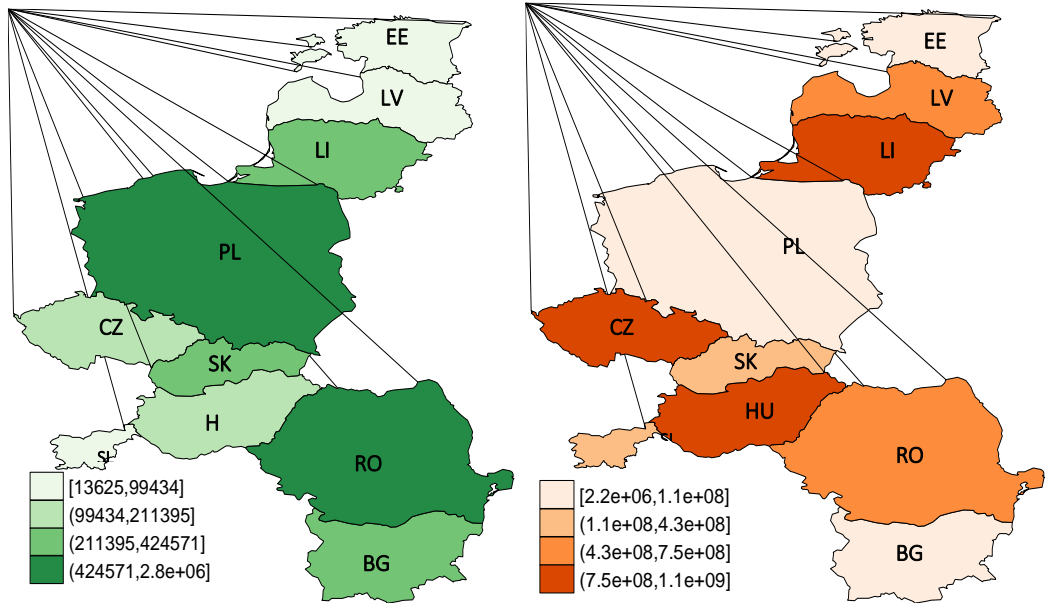 EE
LV
LI
PL
CZ
SK
H
SI
RO
BG
[13625,99434]
(99434,211395]
(211395,424571]
(424571,2.8e+06]
EE
LV
LI
PL
CZ
SK
HU
SI
RO
BG
[2.2e+06,1.1e+08]
(1.1e+08,4.3e+08]
(4.3e+08,7.5e+08]
(7.5e+08,1.1e+09]